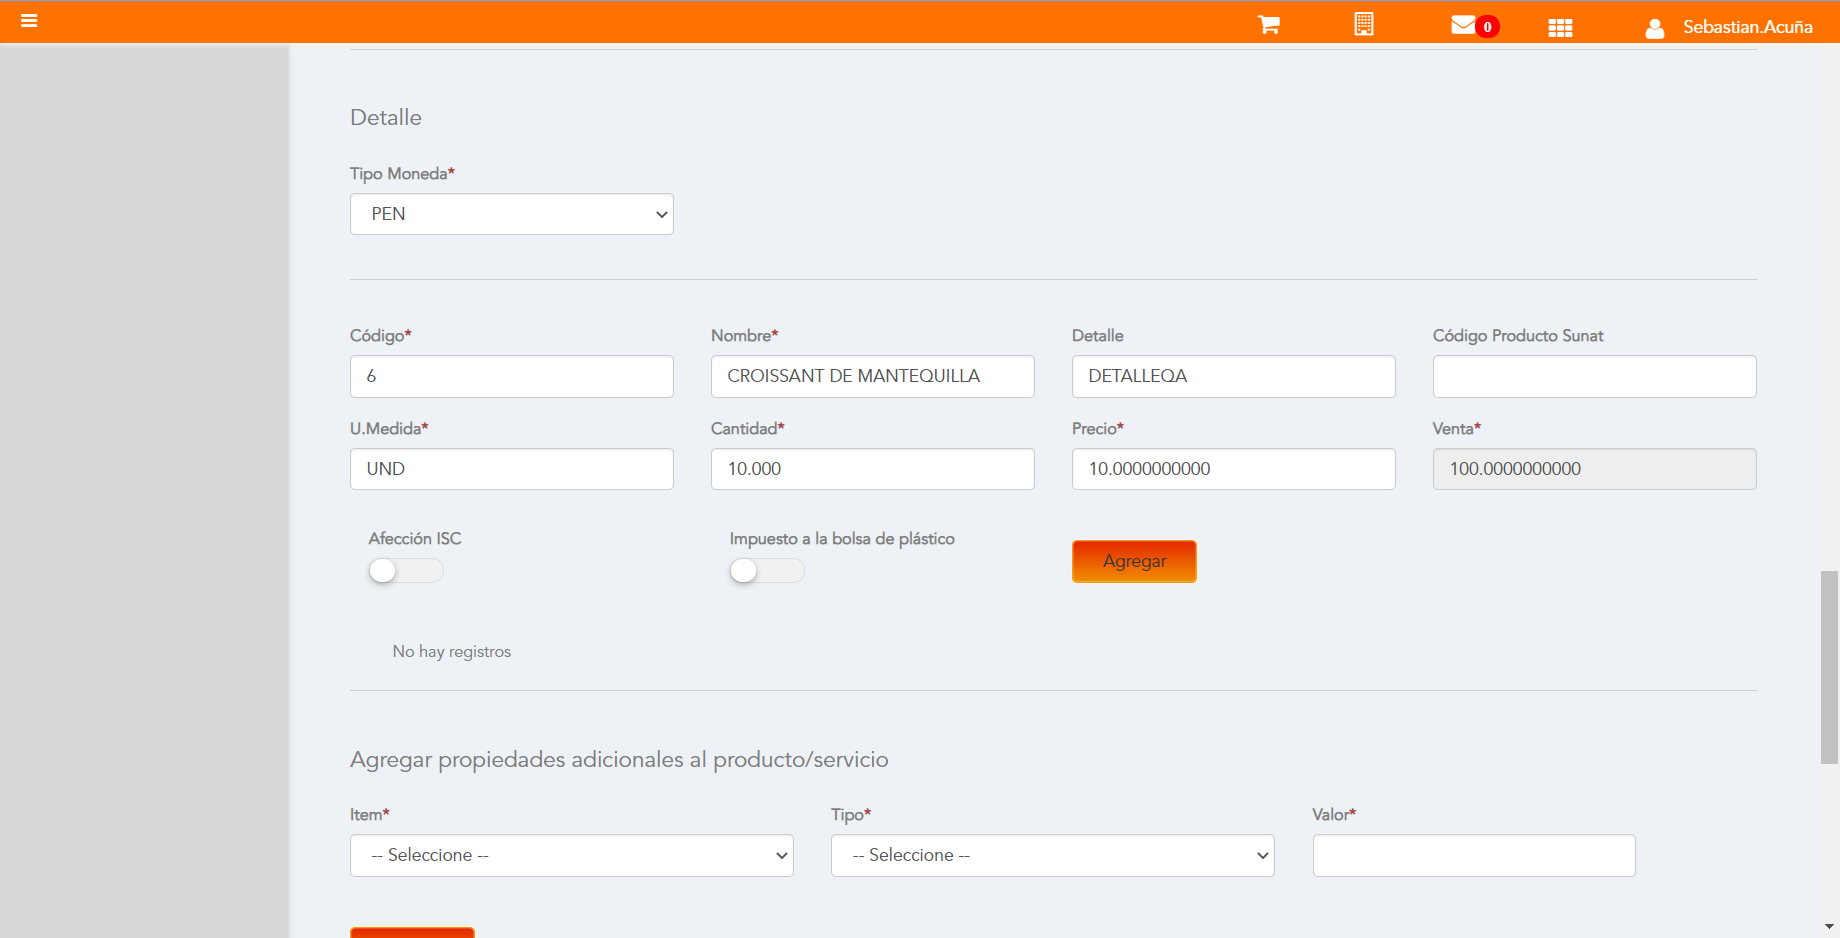 0
Sebastian.Acuña
Detalle
Tipo Moneda*
PEN
Código* Nombre* Detalle Código Producto Sunat
6 CROISSANT DE MANTEQUILLA DETALLEQA
U.Medida* Cantidad* Precio* Venta*
UND 10.000 10.0000000000 100.0000000000
Afección ISC Impuesto a la bolsa de plástico
Agregar
No hay registros
Agregar propiedades adicionales al producto/servicio
Item* Tipo* Valor*
-- Seleccione -- -- Seleccione --